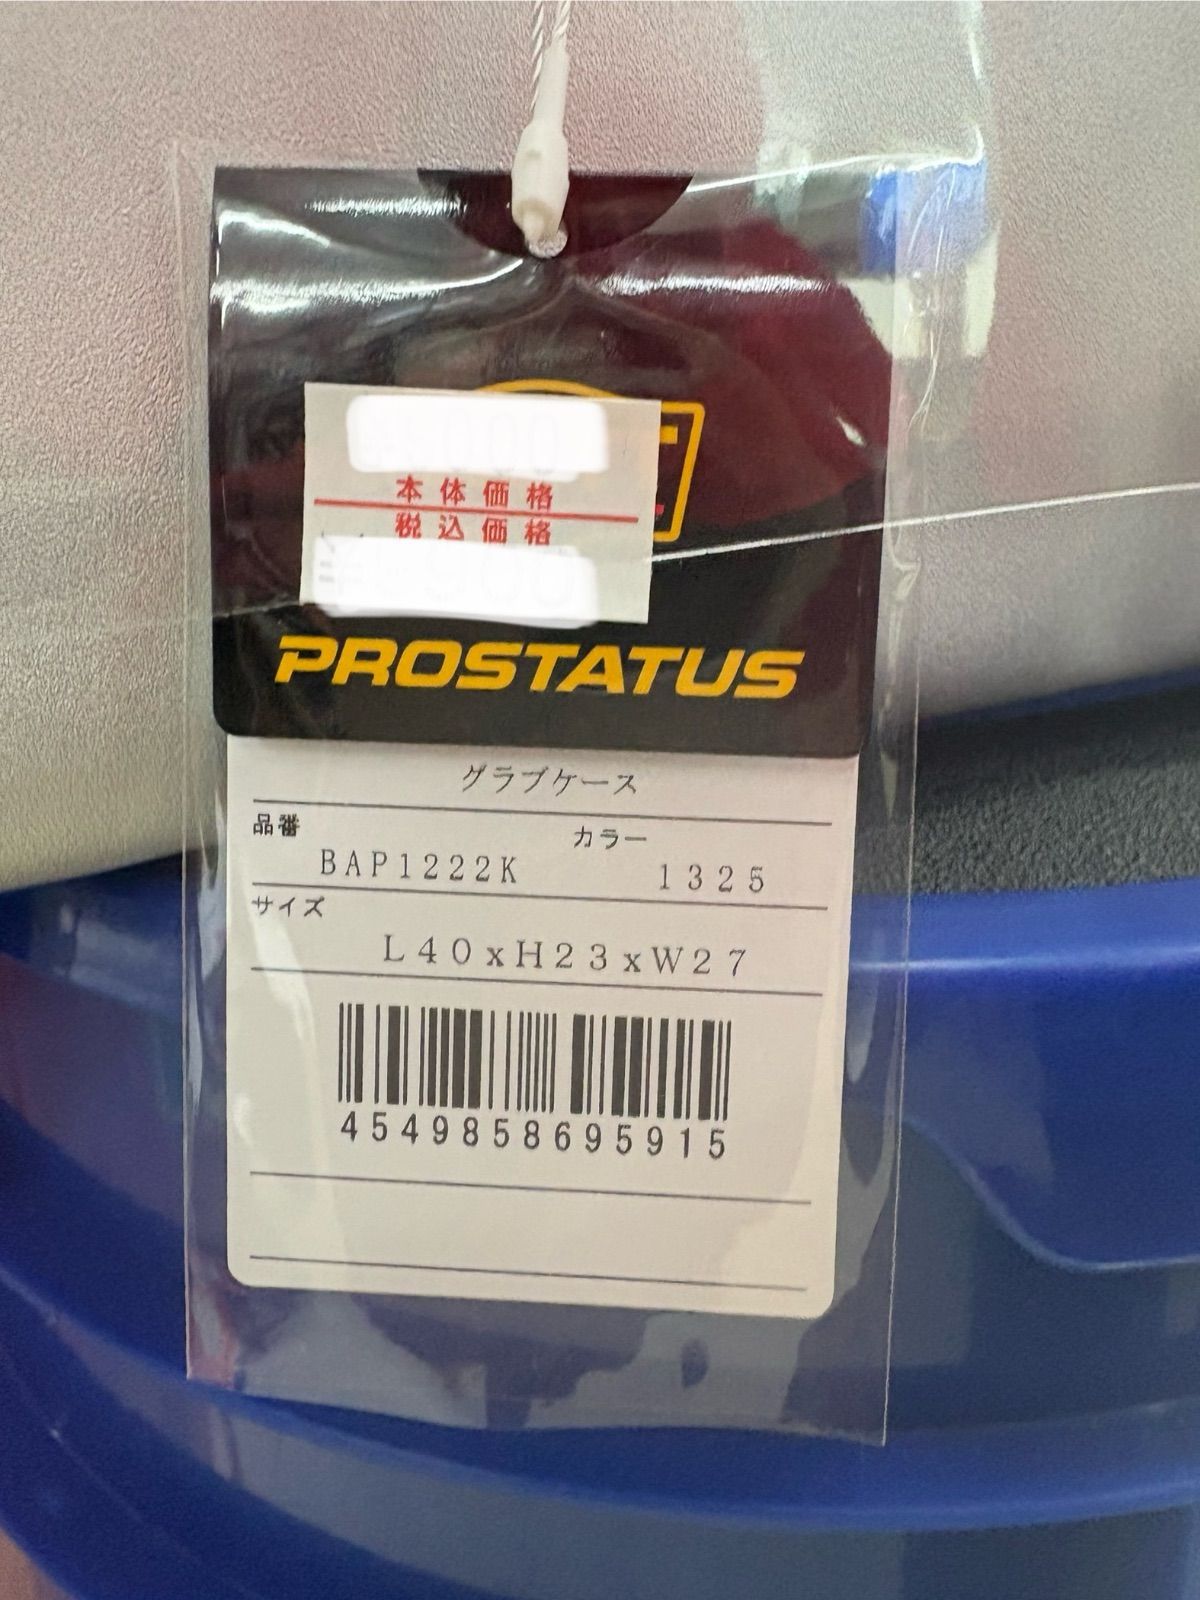 本体価格
税込価格
PROSTATUS
グラブケース
品番 カラー
BAP1222K 1325
サイズ
L40xH23xW27
4549858695915